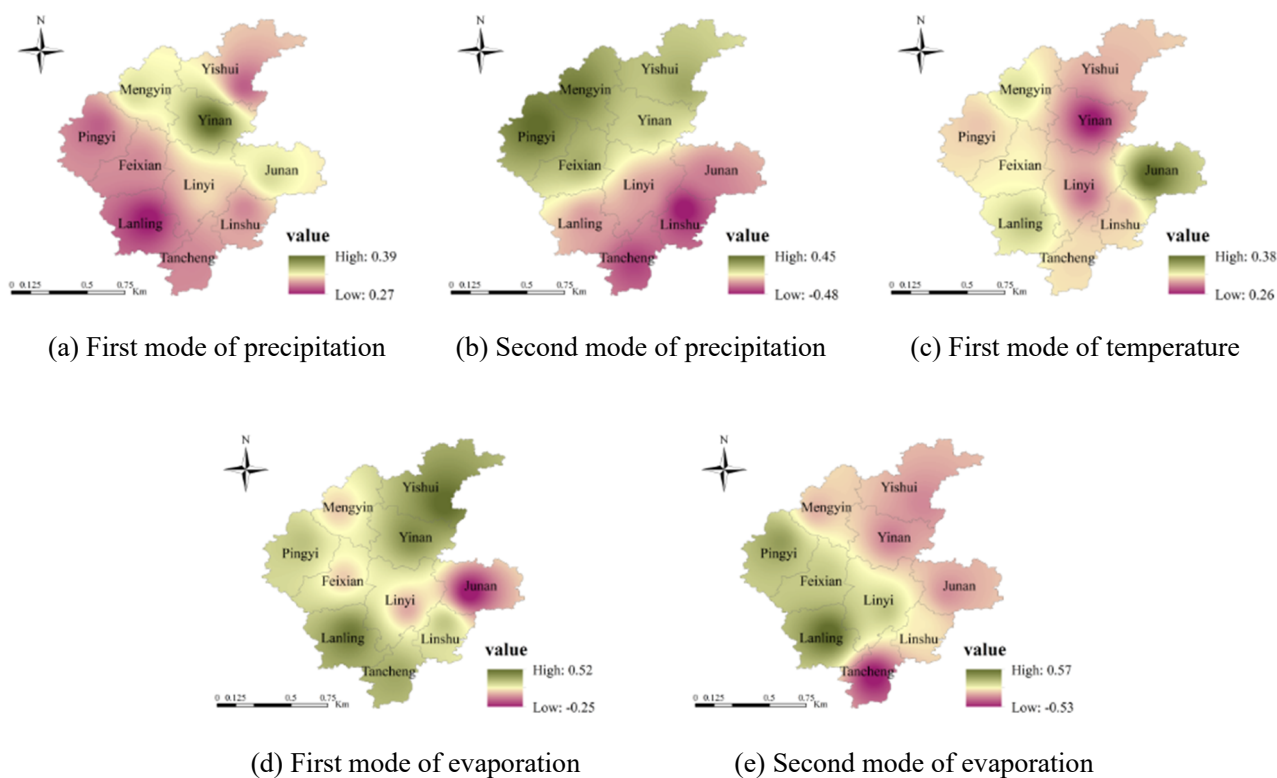 N
Yishui
Mengyin
Yinan
Pingyi
Feixian
Junan
Linyi
Lanling
Linshu
Tancheng
value
High: 0.39
Low: 0.27
0 0.125 0.5 0.75
Km
(a) First mode of precipitation
N
Yishui
Mengyin
Yinan
Pingyi
Feixian
Junan
Linyi
Lanling
Linshu
Tancheng
value
High: 0.45
Low: -0.48
0 0.125 0.5 0.75
Km
(b) Second mode of precipitation
N
Yishui
Mengyin
Yinan
Pingyi
Feixian
Junan
Linyi
Lanling
Linshu
Tancheng
value
High: 0.38
Low: 0.26
0 0.125 0.5 0.75
Km
(c) First mode of temperature
N
Yishui
Mengyin
Yinan
Pingyi
Feixian
Junan
Linyi
Lanling
Linshu
Tancheng
value
High: 0.52
Low: -0.25
0 0.125 0.5 0.75
Km
(d) First mode of evaporation
N
Yishui
Mengyin
Yinan
Pingyi
Feixian
Junan
Linyi
Lanling
Linshu
Tancheng
value
High: 0.57
Low: -0.53
0 0.125 0.5 0.75
Km
(e) Second mode of evaporation